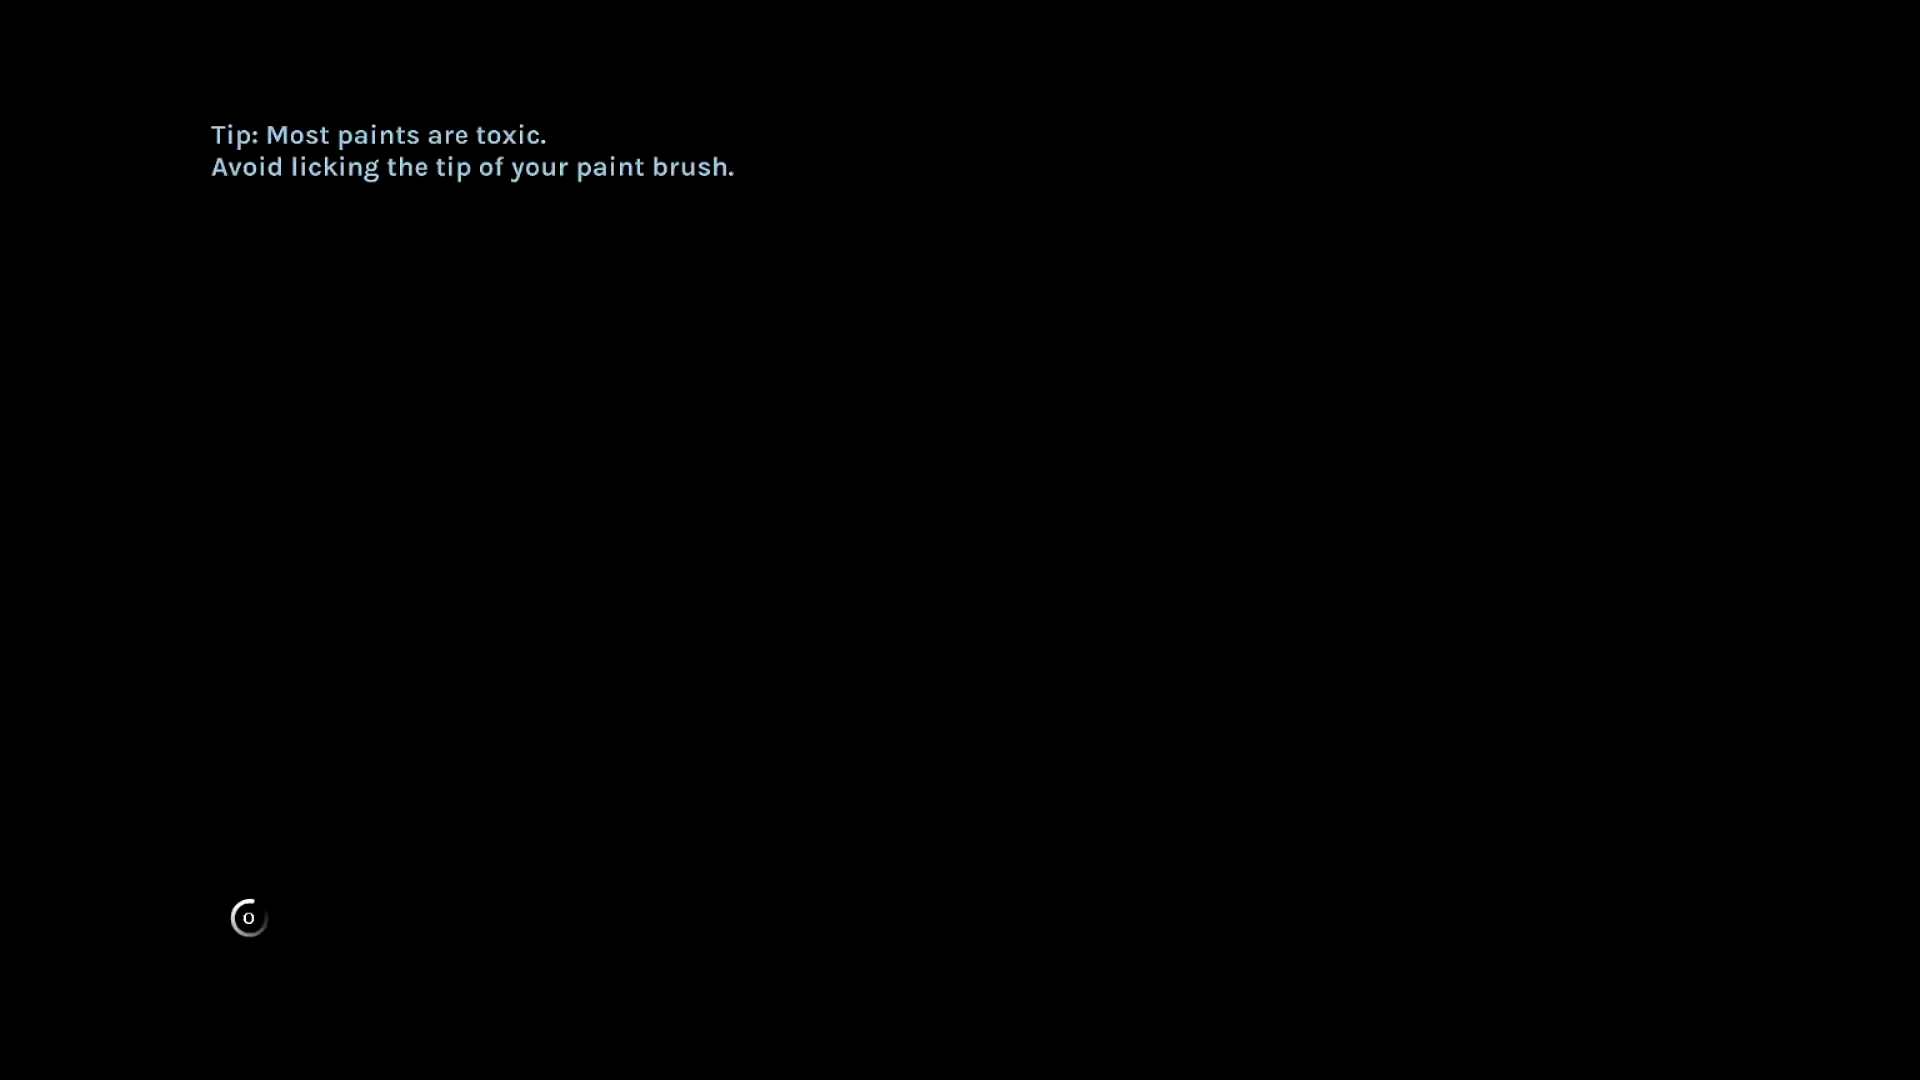 Tip: Most paints are toxic.
Avoid licking the tip of your paint brush.
0